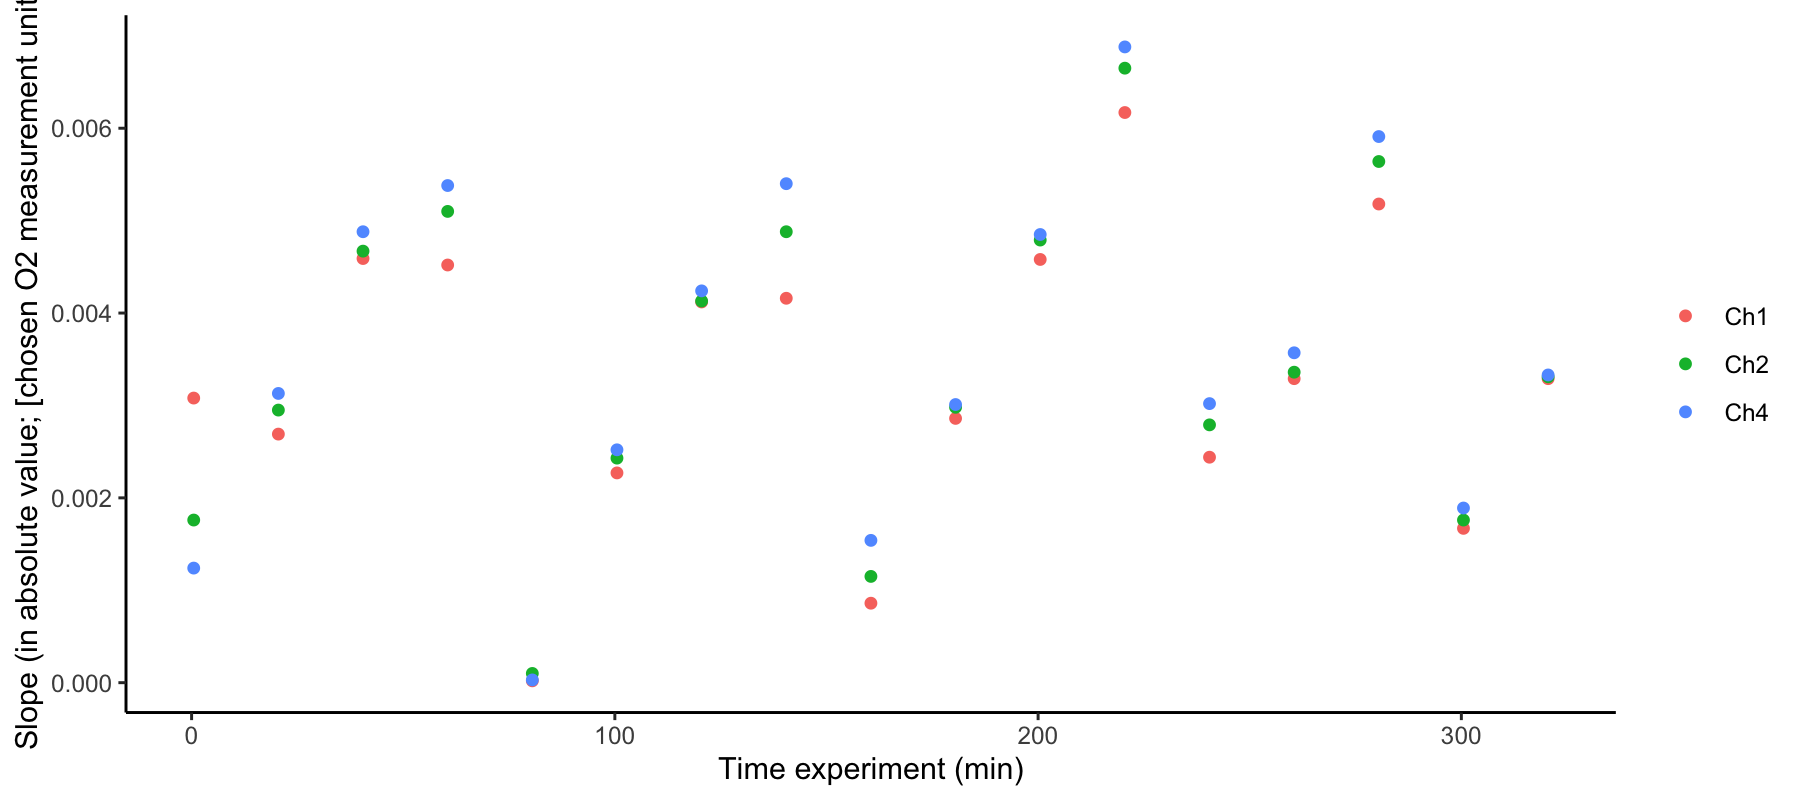 Slope (in absolute value; [chosen O2 measurement unit
0.006
0.004
0.002
0.000
0
100
200
300
Time experiment (min)
Ch1
Ch2
Ch4